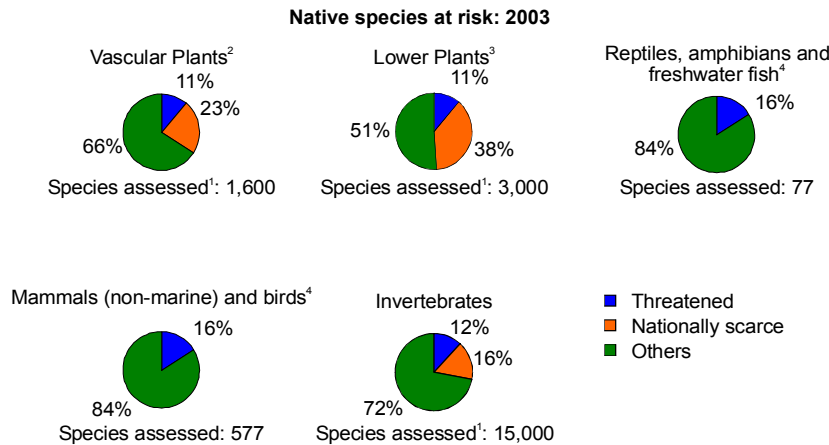 Native species at risk: 2003
Vascular Plants²
11%
23%
66%
Species assessed¹: 1,600
Lower Plants³
11%
51%
38%
Species assessed¹: 3,000
Reptiles, amphibians and
freshwater fish⁴
16%
84%
Species assessed: 77
Mammals (non-marine) and birds⁴
16%
84%
Species assessed: 577
Invertebrates
12%
16%
72%
Species assessed¹: 15,000
Threatened
Nationally scarce
Others